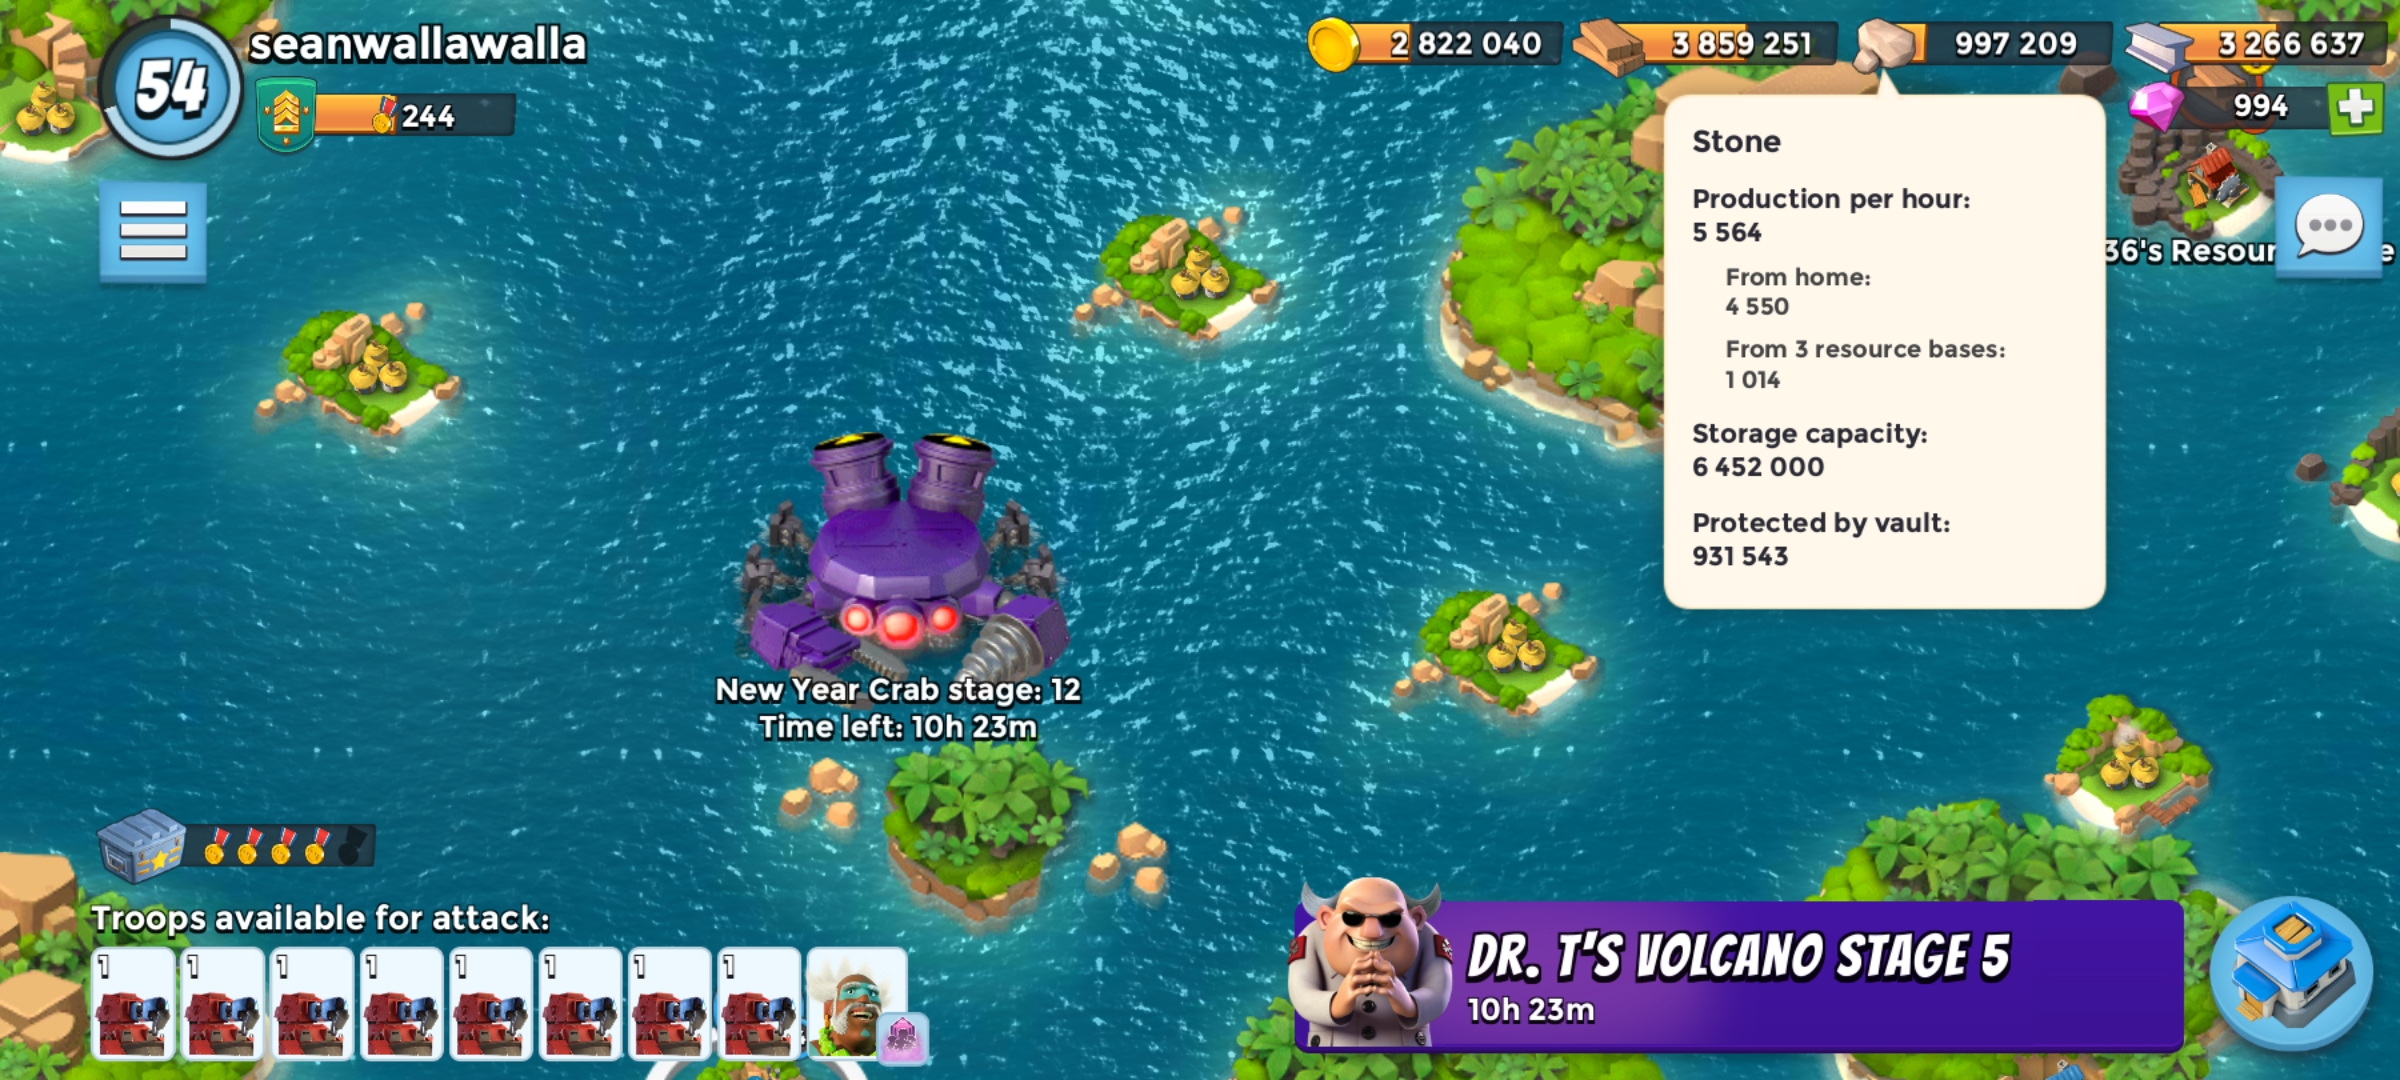 54
seanwallawalla
244
2 822 040
3 859 251
997 209
3 266 637
994
Stone
Production per hour:
5 564
From home:
4 550
From 3 resource bases:
1 014
Storage capacity:
6 452 000
Protected by vault:
931 543
36's Resour
e
New Year Crab stage: 12
Time left: 10h 23m
Troops available for attack:
1
1
1
1
1
1
1
1
DR. T'S VOLCANO STAGE 5
10h 23m